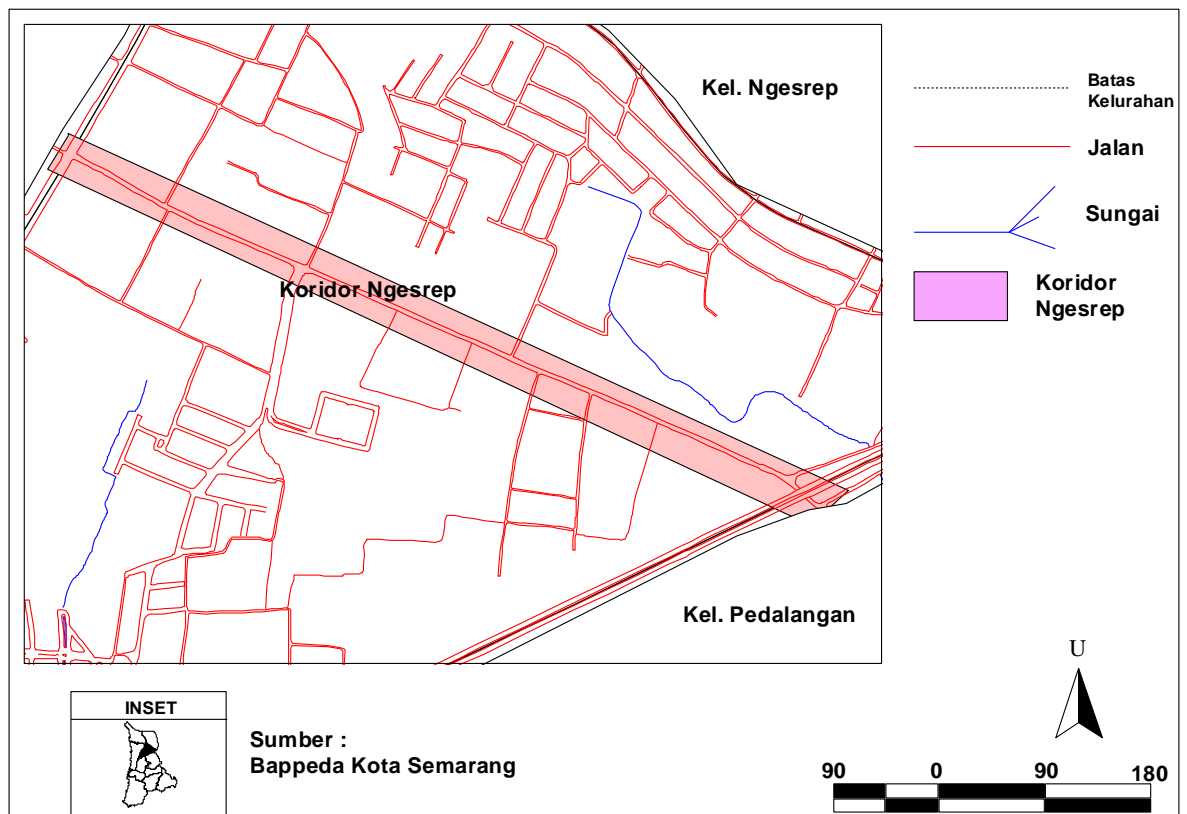 Kel. Ngesrep
Koridor Ngesrep
Kel. Pedalangan
Batas
Kelurahan
Jalan
Sungai
Koridor
Ngesrep
U
INSET
Sumber :
Bappeda Kota Semarang
90 0 90 180